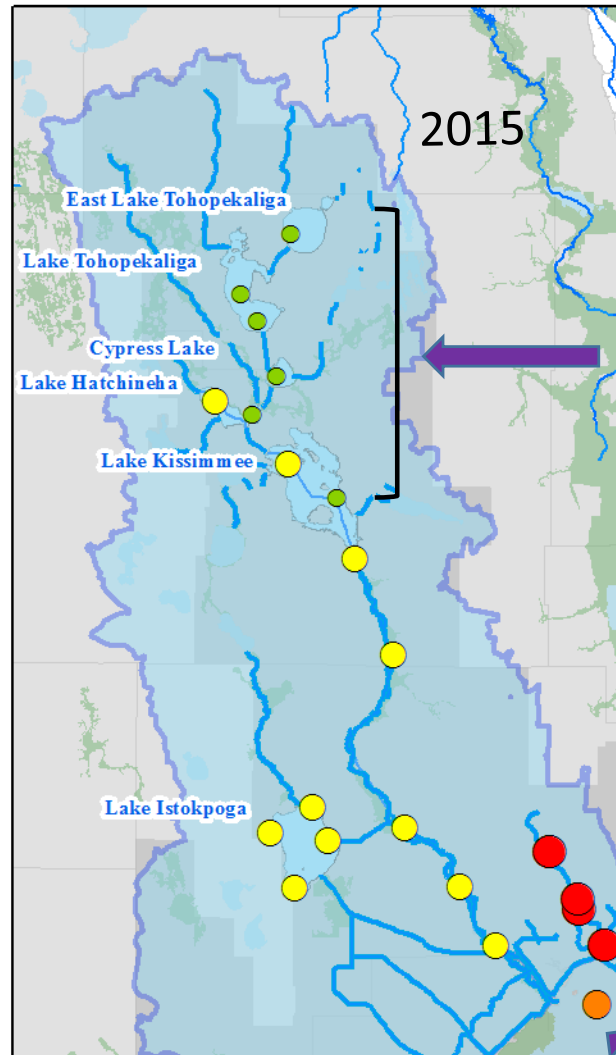 2015
East Lake Tohopekaliga
Lake Tohopekaliga
Cypress Lake
Lake Hatchineha
Lake Kissimmee
Lake Istokpoga